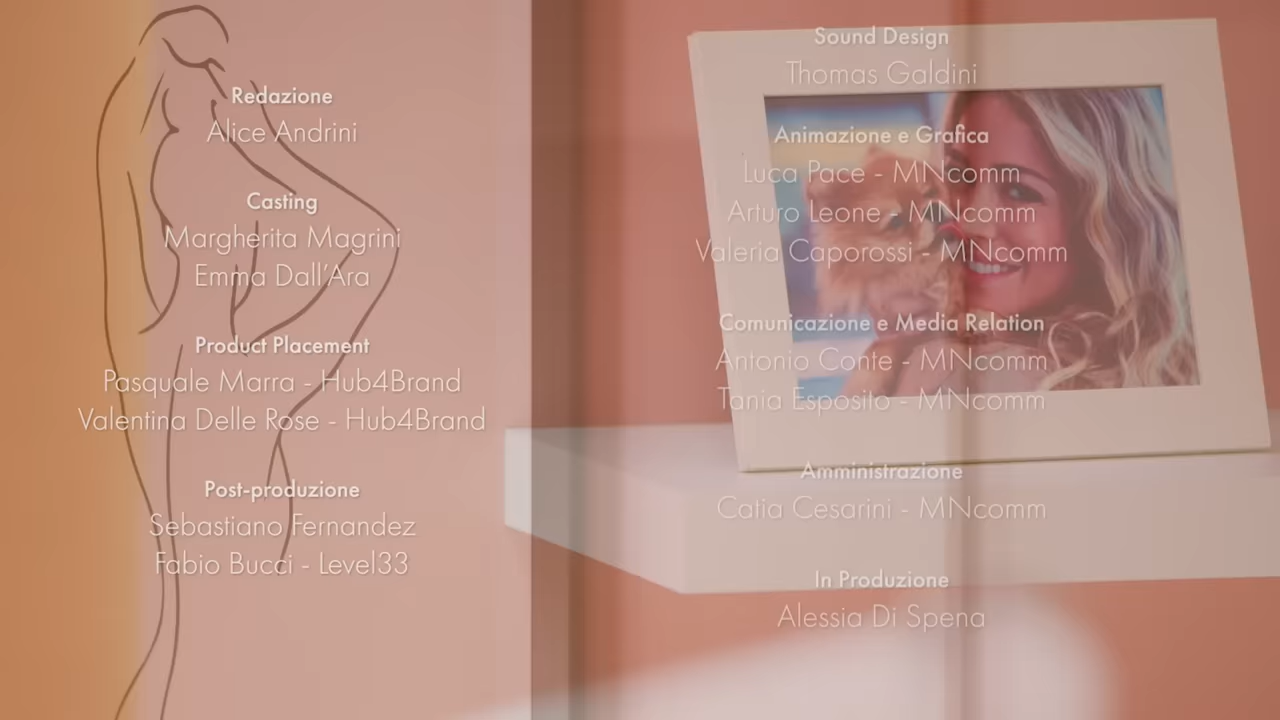 Redazione
Alice Andrini
Casting
Margherita Magrini
Emma Dall'Ara
Product Placement
Pasquale Marra - Hub4Brand
Valentina Delle Rose - Hub4Brand
Post-produzione
Sebastiano Fernandez
Fabio Bucci - Level33
Sound Design
Thomas Galdini
Animazione e Grafica
Luca Pace - MNcomm
Arturo Leone - MNcomm
Valeria Caporossi - MNcomm
Comunicazione e Media Relation
Antonio Conte - MNcomm
Tania Esposito - MNcomm
Amministrazione
Catia Cesarini - MNcomm
In Produzione
Alessia Di Spena